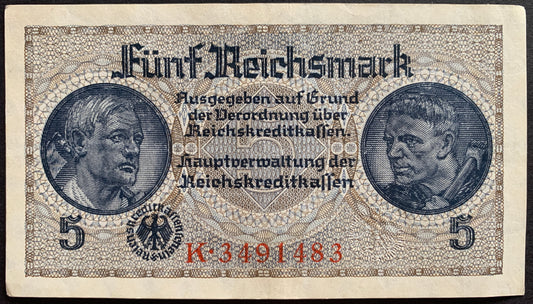 Fünf Reichsmark
Ausgegeben auf Grund
der Verordnung über
Reichskreditkassen.
Hauptverwaltung der
Reichskreditkassen
5
5
K·3491483